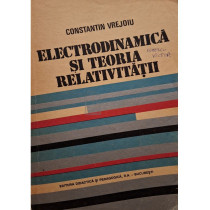 CONSTANTIN VREJOIU
ELECTRODINAMICA
ȘI TEORIA
RELATIVITĂȚII
EDITURA DIDACTICĂ ȘI PEDAGOGICĂ, R.A. - BUCUREȘTI